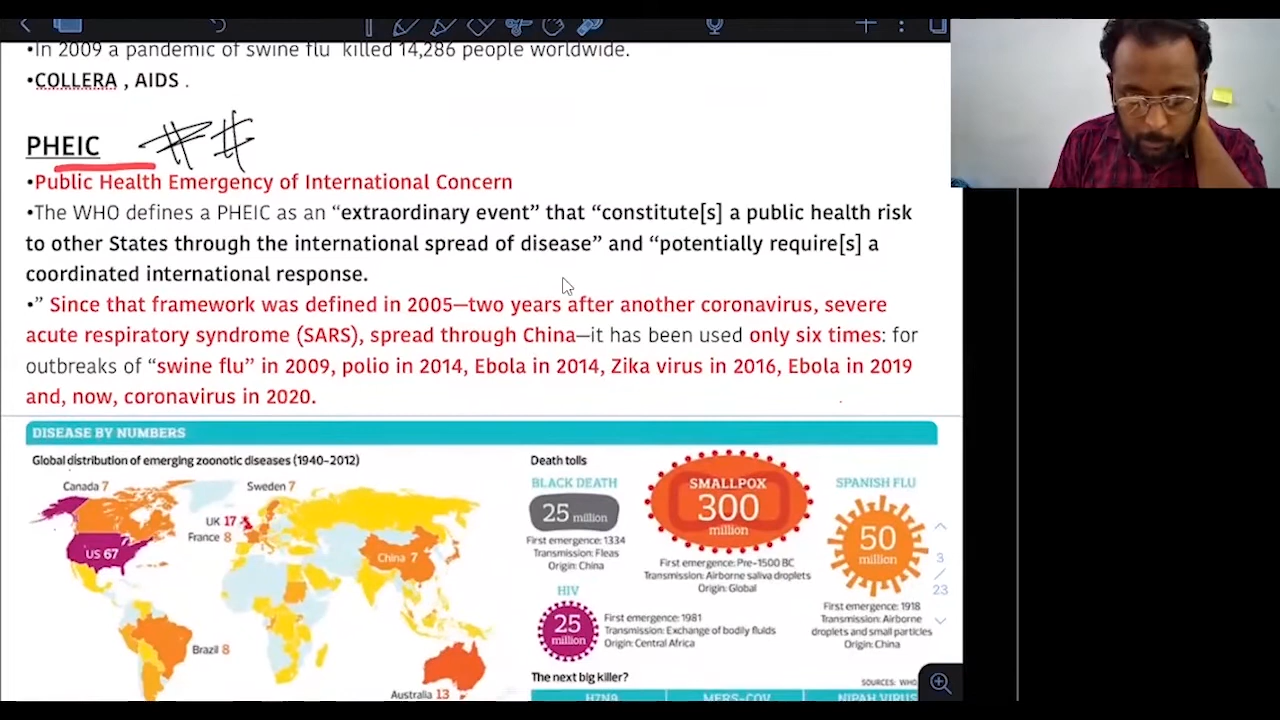 •In 2009 a pandemic of swine flu killed 14,286 people worldwide.
•COLLERA , AIDS .
PHEIC ##
•Public Health Emergency of International Concern
•The WHO defines a PHEIC as an “extraordinary event” that “constitute[s] a public health risk
to other States through the international spread of disease” and “potentially require[s] a
coordinated international response.
•” Since that framework was defined in 2005—two years after another coronavirus, severe
acute respiratory syndrome (SARS), spread through China—it has been used only six times: for
outbreaks of “swine flu” in 2009, polio in 2014, Ebola in 2014, Zika virus in 2016, Ebola in 2019
and, now, coronavirus in 2020.
DISEASE BY NUMBERS
Global distribution of emerging zoonotic diseases (1940-2012)
Canada 7
Sweden 7
UK 17
France 8
US 67
China 7
Brazil 8
Australia 13
Death tolls
BLACK DEATH
25 million
First emergence: 1334
Transmission: Fleas
Origin: China
SMALLPOX
300
million
First emergence: Pre-1500 BC
Transmission: Airborne saliva droplets
Origin: Global
SPANISH FLU
50
million
First emergence: 1918
Transmission: Airborne
droplets and small particles
Origin: China
HIV
25
million
First emergence: 1981
Transmission: Exchange of bodily fluids
Origin: Central Africa
The next big killer?
SOURCES: WHO
H7N9
MERS-COV
NIPAH VIRUS
3
/
23